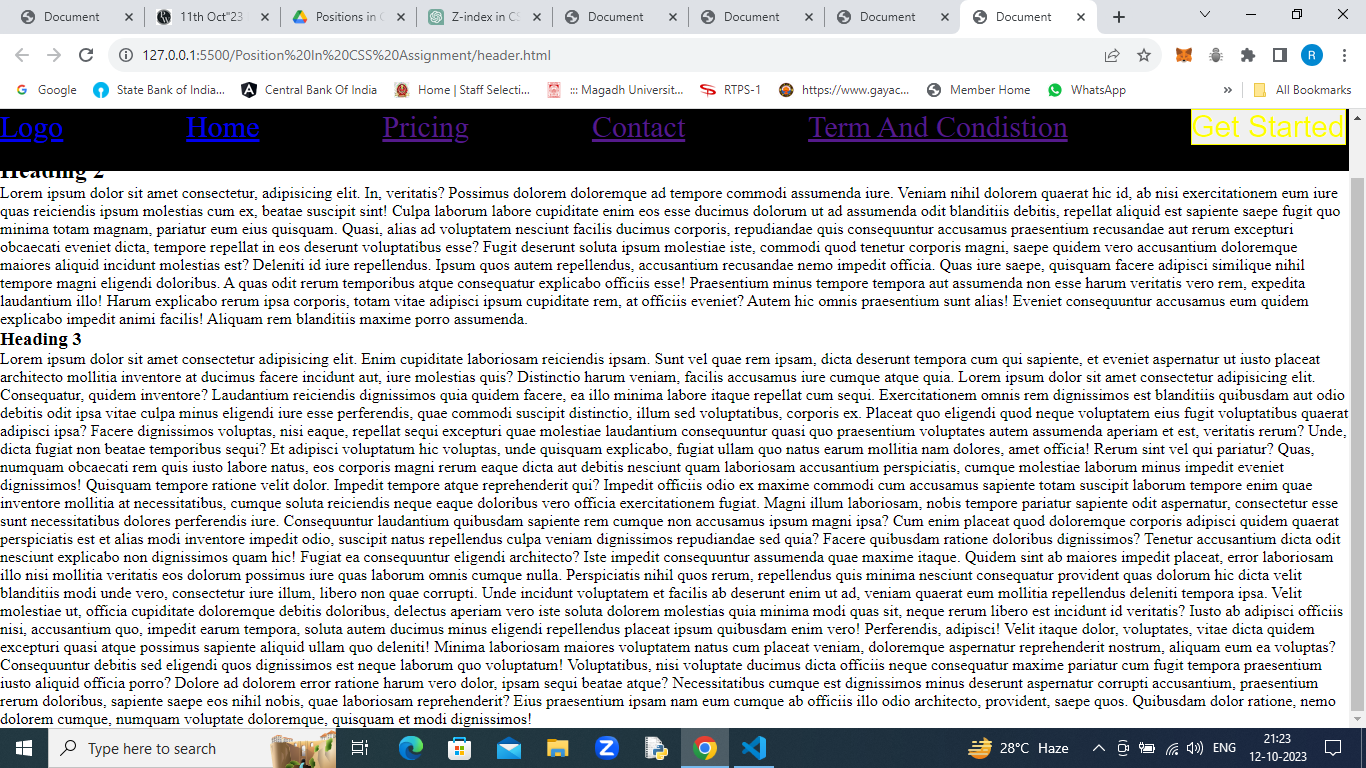 Document
11th Oct"23
Positions in C
Z-index in CS
Document
Document
Document
Document
127.0.0.1:5500/Position%20In%20CSS%20Assignment/header.html
R
Google
State Bank of India...
Central Bank Of India
Home | Staff Selecti...
::: Magadh Universit...
RTPS-1
https://www.gayac...
Member Home
WhatsApp
»
All Bookmarks
Logo
Home
Pricing
Contact
Term And Condistion
Get Started
Heading 2
Lorem ipsum dolor sit amet consectetur, adipisicing elit. In, veritatis? Possimus dolorem doloremque ad tempore commodi assumenda iure. Veniam nihil dolorem quaerat hic id, ab nisi exercitationem eum iure
quas reiciendis ipsum molestias cum ex, beatae suscipit sint! Culpa laborum labore cupiditate enim eos esse ducimus dolorum ut ad assumenda odit blanditiis debitis, repellat aliquid est sapiente saepe fugit quo
minima totam magnam, pariatur eum eius quisquam. Quasi, alias ad voluptatem nesciunt facilis ducimus corporis, repudiandae quis consequuntur accusamus praesentium recusandae aut rerum excepturi
obcaecati eveniet dicta, tempore repellat in eos deserunt voluptatibus esse? Fugit deserunt soluta ipsum molestiae iste, commodi quod tenetur corporis magni, saepe quidem vero accusantium doloremque
maiores aliquid incidunt molestias est? Deleniti id iure repellendus. Ipsum quos autem repellendus, accusantium recusandae nemo impedit officia. Quas iure saepe, quisquam facere adipisci similique nihil
tempore magni eligendi doloribus. A quas odit rerum temporibus atque consequatur explicabo officiis esse! Praesentium minus tempore tempora aut assumenda non esse harum veritatis vero rem, expedita
laudantium illo! Harum explicabo rerum ipsa corporis, totam vitae adipisci ipsum cupiditate rem, at officiis eveniet? Autem hic omnis praesentium sunt alias! Eveniet consequuntur accusamus eum quidem
explicabo impedit animi facilis! Aliquam rem blanditiis maxime porro assumenda.
Heading 3
Lorem ipsum dolor sit amet consectetur adipisicing elit. Enim cupiditate laboriosam reiciendis ipsam. Sunt vel quae rem ipsam, dicta deserunt tempora cum qui sapiente, et eveniet aspernatur ut iusto placeat
architecto mollitia inventore at ducimus facere incidunt aut, iure molestias quis? Distinctio harum veniam, facilis accusamus iure cumque atque quia. Lorem ipsum dolor sit amet consectetur adipisicing elit.
Consequatur, quidem inventore? Laudantium reiciendis dignissimos quia quidem facere, ea illo minima labore itaque repellat cum sequi. Exercitationem omnis rem dignissimos est blanditiis quibusdam aut odio
debitis odit ipsa vitae culpa minus eligendi iure esse perferendis, quae commodi suscipit distinctio, illum sed voluptatibus, corporis ex. Placeat quo eligendi quod neque voluptatem eius fugit voluptatibus quaerat
adipisci ipsa? Facere dignissimos voluptas, nisi eaque, repellat sequi excepturi quae molestiae laudantium consequuntur quasi quo praesentium voluptates autem assumenda aperiam et est, veritatis rerum? Unde,
dicta fugiat non beatae temporibus sequi? Et adipisci voluptatum hic voluptas, unde quisquam explicabo, fugiat ullam quo natus earum mollitia nam dolores, amet officia! Rerum sint vel qui pariatur? Quas,
numquam obcaecati rem quis iusto labore natus, eos corporis magni rerum eaque dicta aut debitis nesciunt quam laboriosam accusantium perspiciatis, cumque molestiae laborum minus impedit eveniet
dignissimos! Quisquam tempore ratione velit dolor. Impedit tempore atque reprehenderit qui? Impedit officiis odio ex maxime commodi cum accusamus sapiente totam suscipit laborum tempore enim quae
inventore mollitia at necessitatibus, cumque soluta reiciendis neque eaque doloribus vero officia exercitationem fugiat. Magni illum laboriosam, nobis tempore pariatur sapiente odit aspernatur, consectetur esse
sunt necessitatibus dolores perferendis iure. Consequuntur laudantium quibusdam sapiente rem cumque non accusamus ipsum magni ipsa? Cum enim placeat quod doloremque corporis adipisci quidem quaerat
perspiciatis est et alias modi inventore impedit odio, suscipit natus repellendus culpa veniam dignissimos repudiandae sed quia? Facere quibusdam ratione doloribus dignissimos? Tenetur accusantium dicta odit
nesciunt explicabo non dignissimos quam hic! Fugiat ea consequuntur eligendi architecto? Iste impedit consequuntur assumenda quae maxime itaque. Quidem sint ab maiores impedit placeat, error laboriosam
illo nisi mollitia veritatis eos dolorum possimus iure quas laborum omnis cumque nulla. Perspiciatis nihil quos rerum, repellendus quis minima nesciunt consequatur provident quas dolorum hic dicta velit
blanditiis modi unde vero, consectetur iure illum, libero non quae corrupti. Unde incidunt voluptatem et facilis ab deserunt enim ut ad, veniam quaerat eum mollitia repellendus deleniti tempora ipsa. Velit
molestiae ut, officia cupiditate doloremque debitis doloribus, delectus aperiam vero iste soluta dolorem molestias quia minima modi quas sit, neque rerum libero est incidunt id veritatis? Iusto ab adipisci officiis
nisi, accusantium quo, impedit earum tempora, soluta autem ducimus minus eligendi repellendus placeat ipsum quibusdam enim vero! Perferendis, adipisci! Velit itaque dolor, voluptates, vitae dicta quidem
excepturi quasi atque possimus sapiente aliquid ullam quo deleniti! Minima laboriosam maiores voluptatem natus cum placeat veniam, doloremque aspernatur reprehenderit nostrum, aliquam eum ea voluptas?
Consequuntur debitis sed eligendi quos dignissimos est neque laborum quo voluptatum! Voluptatibus, nisi voluptate ducimus dicta officiis neque consequatur maxime pariatur cum fugit tempora praesentium
iusto aliquid officia porro? Dolore ad dolorem error ratione harum vero dolor, ipsam sequi beatae atque? Necessitatibus cumque est dignissimos minus deserunt aspernatur corrupti accusantium, praesentium
rerum doloribus, sapiente saepe eos nihil nobis, quae laboriosam reprehenderit? Eius praesentium ipsam nam eum cumque ab officiis illo odio architecto, provident, saepe quos. Quibusdam dolor ratione, nemo
dolorem cumque, numquam voluptate doloremque, quisquam et modi dignissimos!
Type here to search
28°C Haze
ENG
21:23
12-10-2023